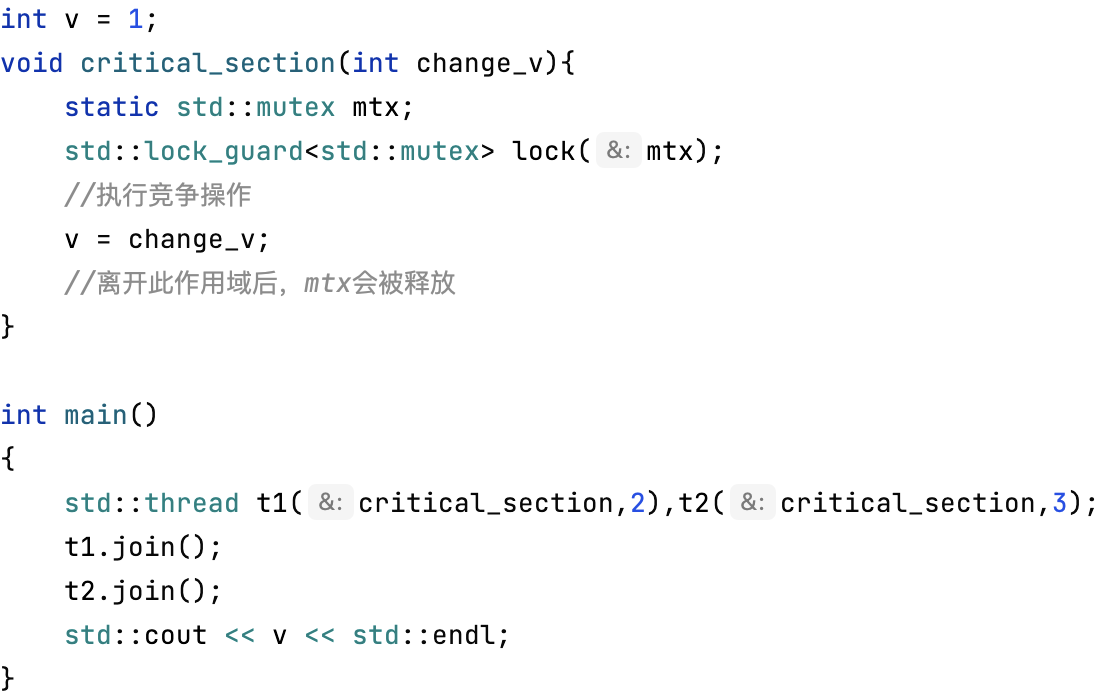 int v = 1;
void critical_section(int change_v){
    static std::mutex mtx;
    std::lock_guard<std::mutex> lock( &: mtx);
    //执行竞争操作
    v = change_v;
    //离开此作用域后，mtx会被释放
}

int main()
{
    std::thread t1( &: critical_section,2),t2( &: critical_section,3);
    t1.join();
    t2.join();
    std::cout << v << std::endl;
}